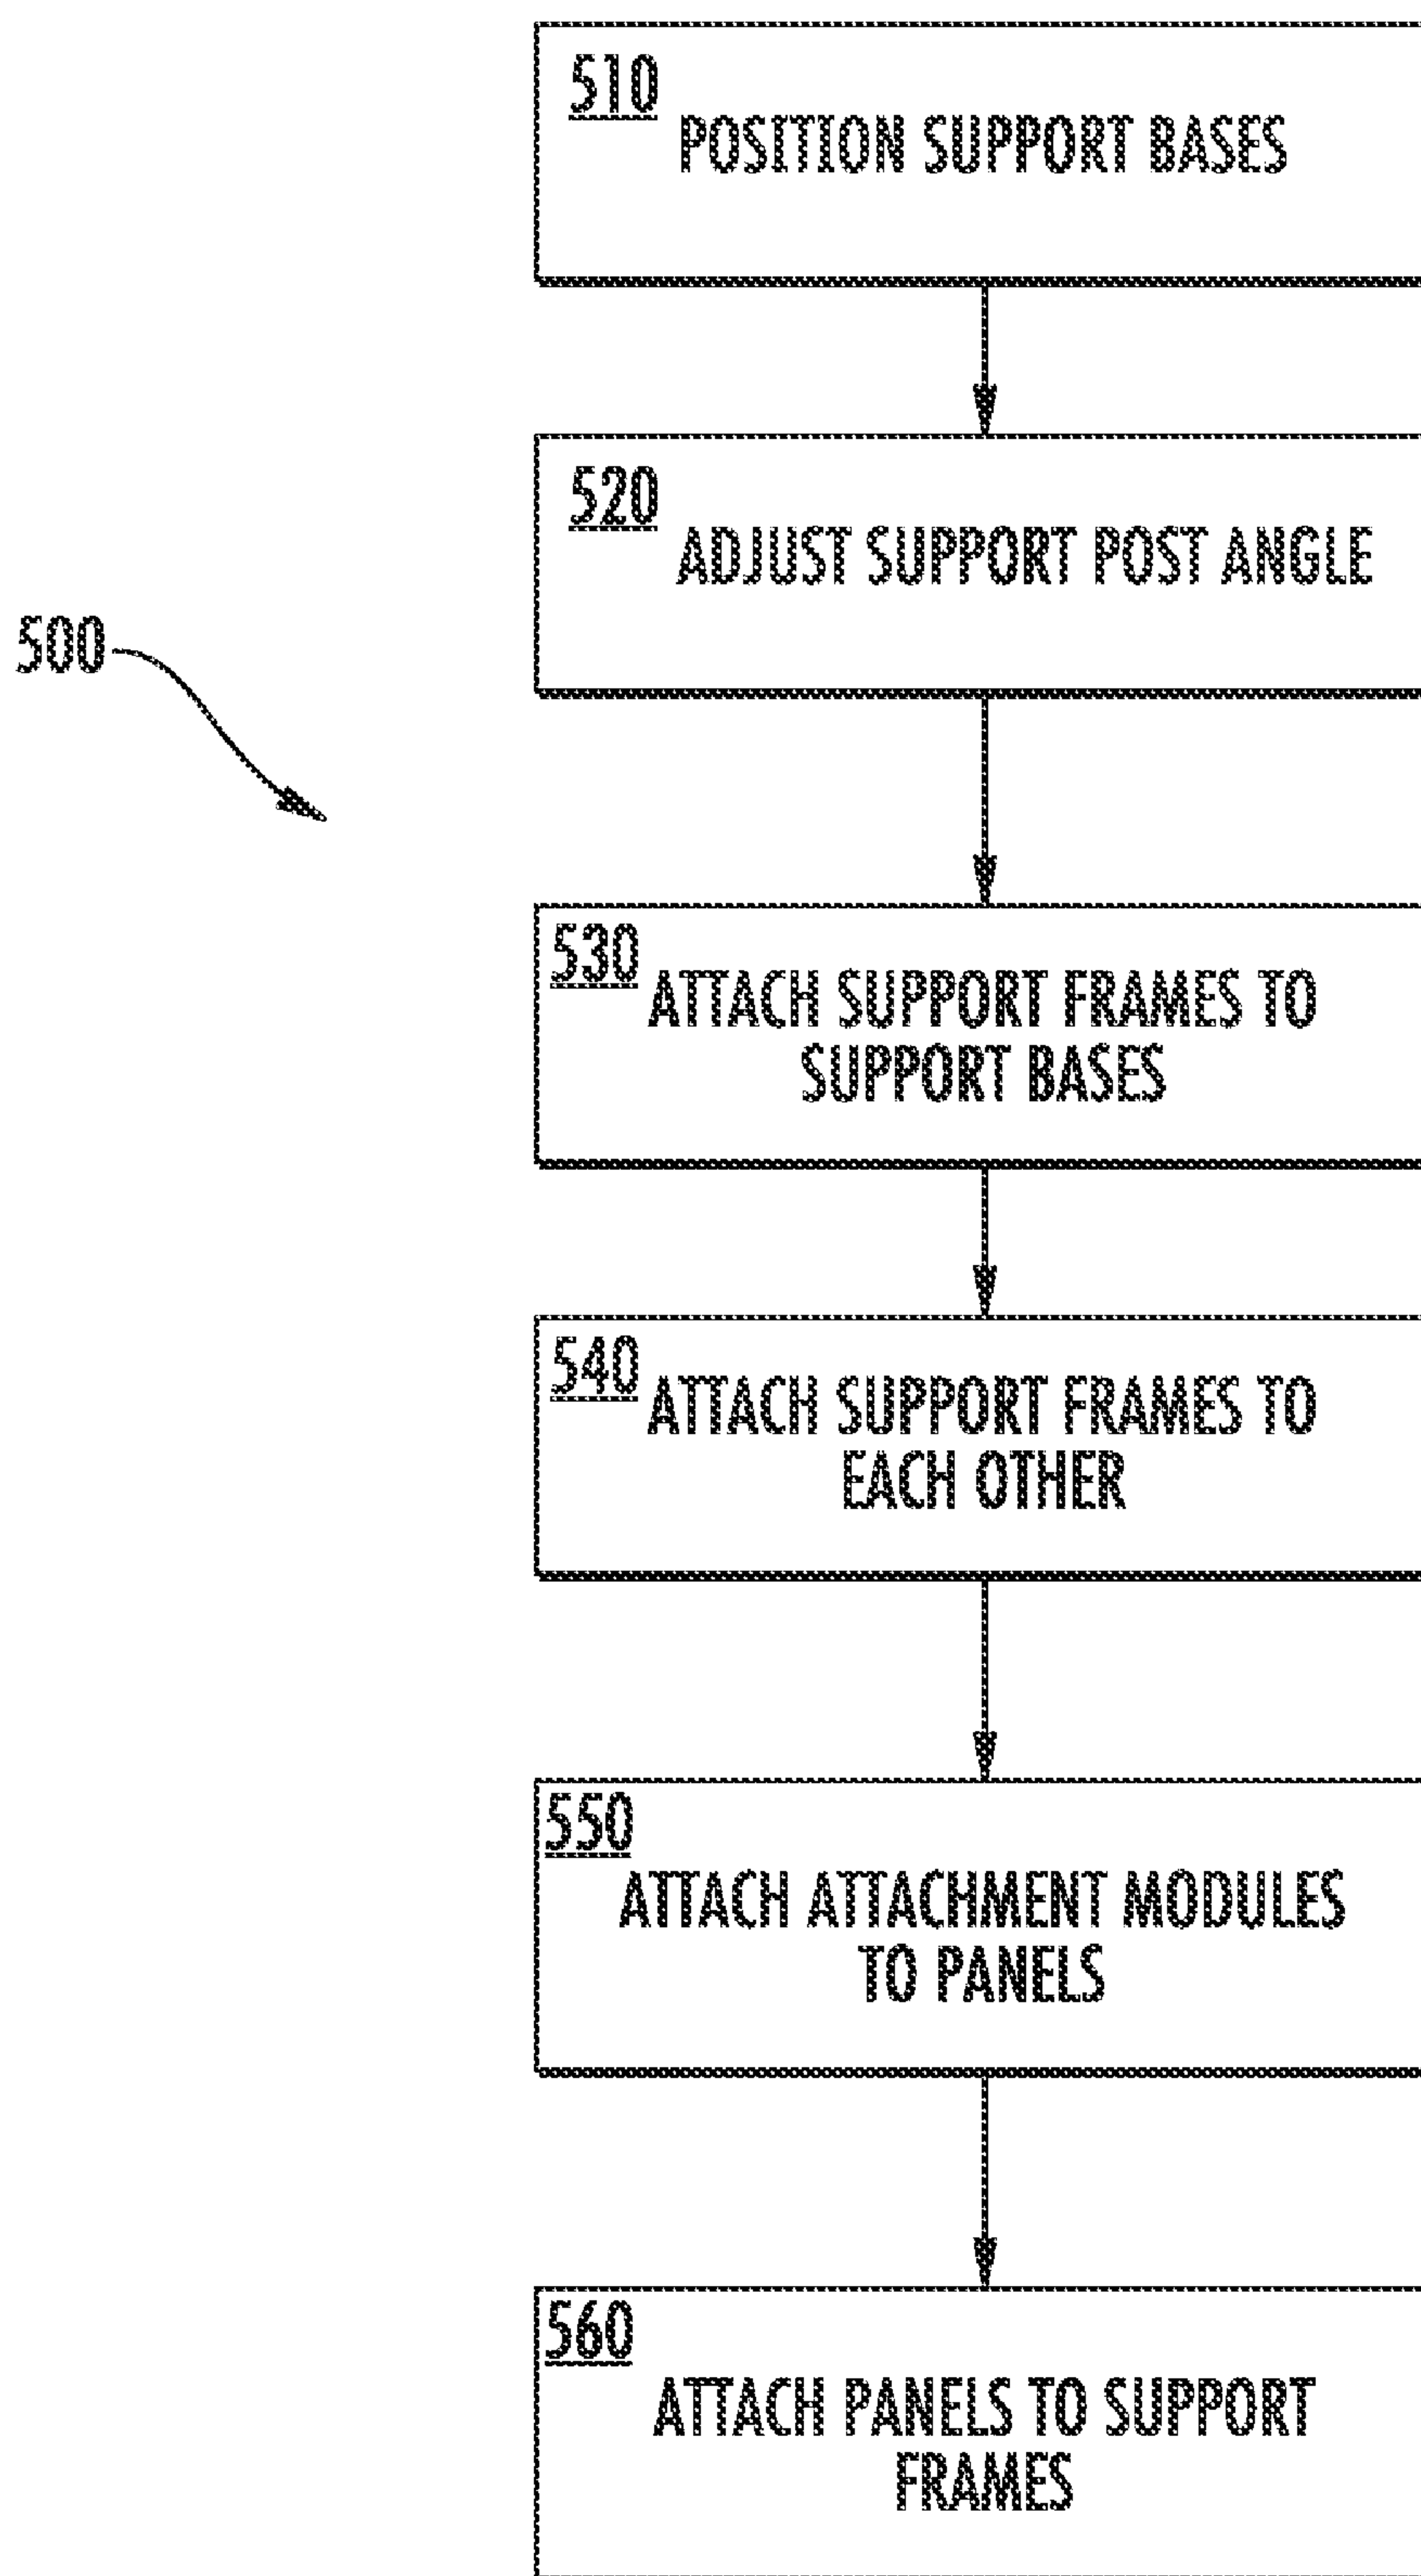 510
POSITION SUPPORT BASES
520
ADJUST SUPPORT POST ANGLE
500
530
ATTACH SUPPORT FRAMES TO
SUPPORT BASES
540
ATTACH SUPPORT FRAMES TO
EACH OTHER
550
ATTACH ATTACHMENT MODULES
TO PANELS
560
ATTACH PANELS TO SUPPORT
FRAMES